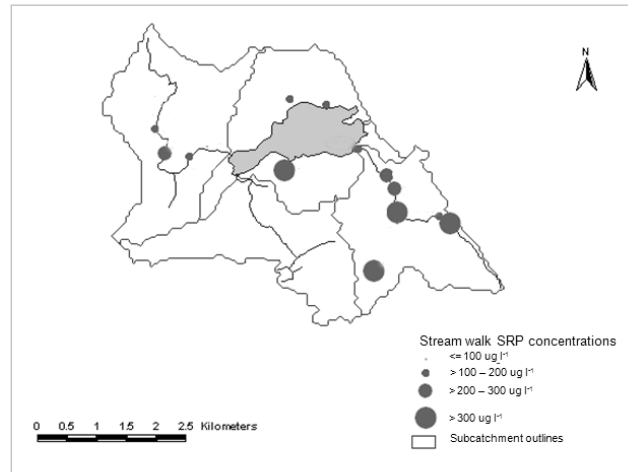 N
Stream walk SRP concentrations
<= 100 ug l⁻¹
> 100 – 200 ug l⁻¹
> 200 – 300 ug l⁻¹
> 300 ug l⁻¹
Subcatchment outlines
0 0.5 1 1.5 2 2.5 Kilometers